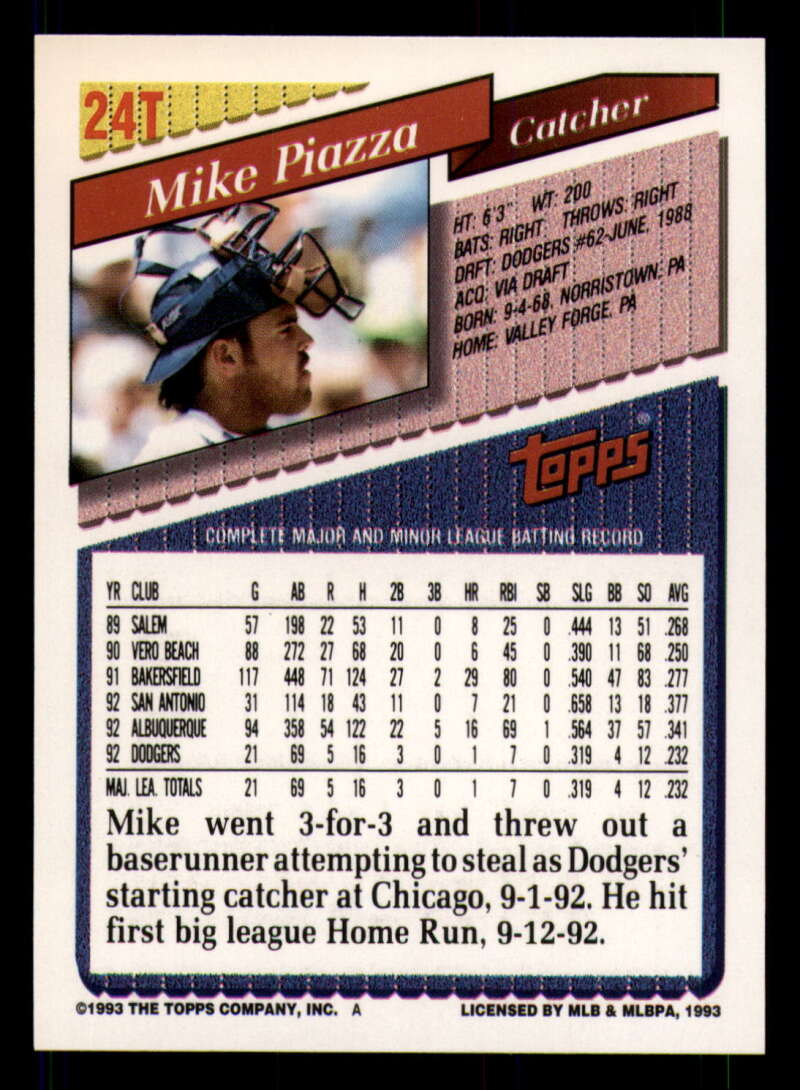 24T
Mike Piazza
Catcher
HT: 6'3" WT: 200
BATS: RIGHT THROWS: RIGHT
DRFT: DODGERS #62-JUNE, 1988
ACQ: VIA DRAFT
BORN: 9-4-68, NORRISTOWN, PA
HOME: VALLEY FORGE, PA
Topps®
COMPLETE MAJOR AND MINOR LEAGUE BATTING RECORD
YR CLUB G AB R H 2B 3B HR RBI SB SLG BB SO AVG
89 SALEM 57 198 22 53 11 0 8 25 0 .444 13 51 .268
90 VERO BEACH 88 272 27 68 20 0 6 45 0 .390 11 68 .250
91 BAKERSFIELD 117 448 71 124 27 2 29 80 0 .540 47 83 .277
92 SAN ANTONIO 31 114 18 43 11 0 7 21 0 .658 13 18 .377
92 ALBUQUERQUE 94 358 54 122 22 5 16 69 1 .564 37 57 .341
92 DODGERS 21 69 5 16 3 0 1 7 0 .319 4 12 .232
MAJ. LEA. TOTALS 21 69 5 16 3 0 1 7 0 .319 4 12 .232
Mike went 3-for-3 and threw out a
baserunner attempting to steal as Dodgers'
starting catcher at Chicago, 9-1-92. He hit
first big league Home Run, 9-12-92.
©1993 THE TOPPS COMPANY, INC. A LICENSED BY MLB & MLBPA, 1993